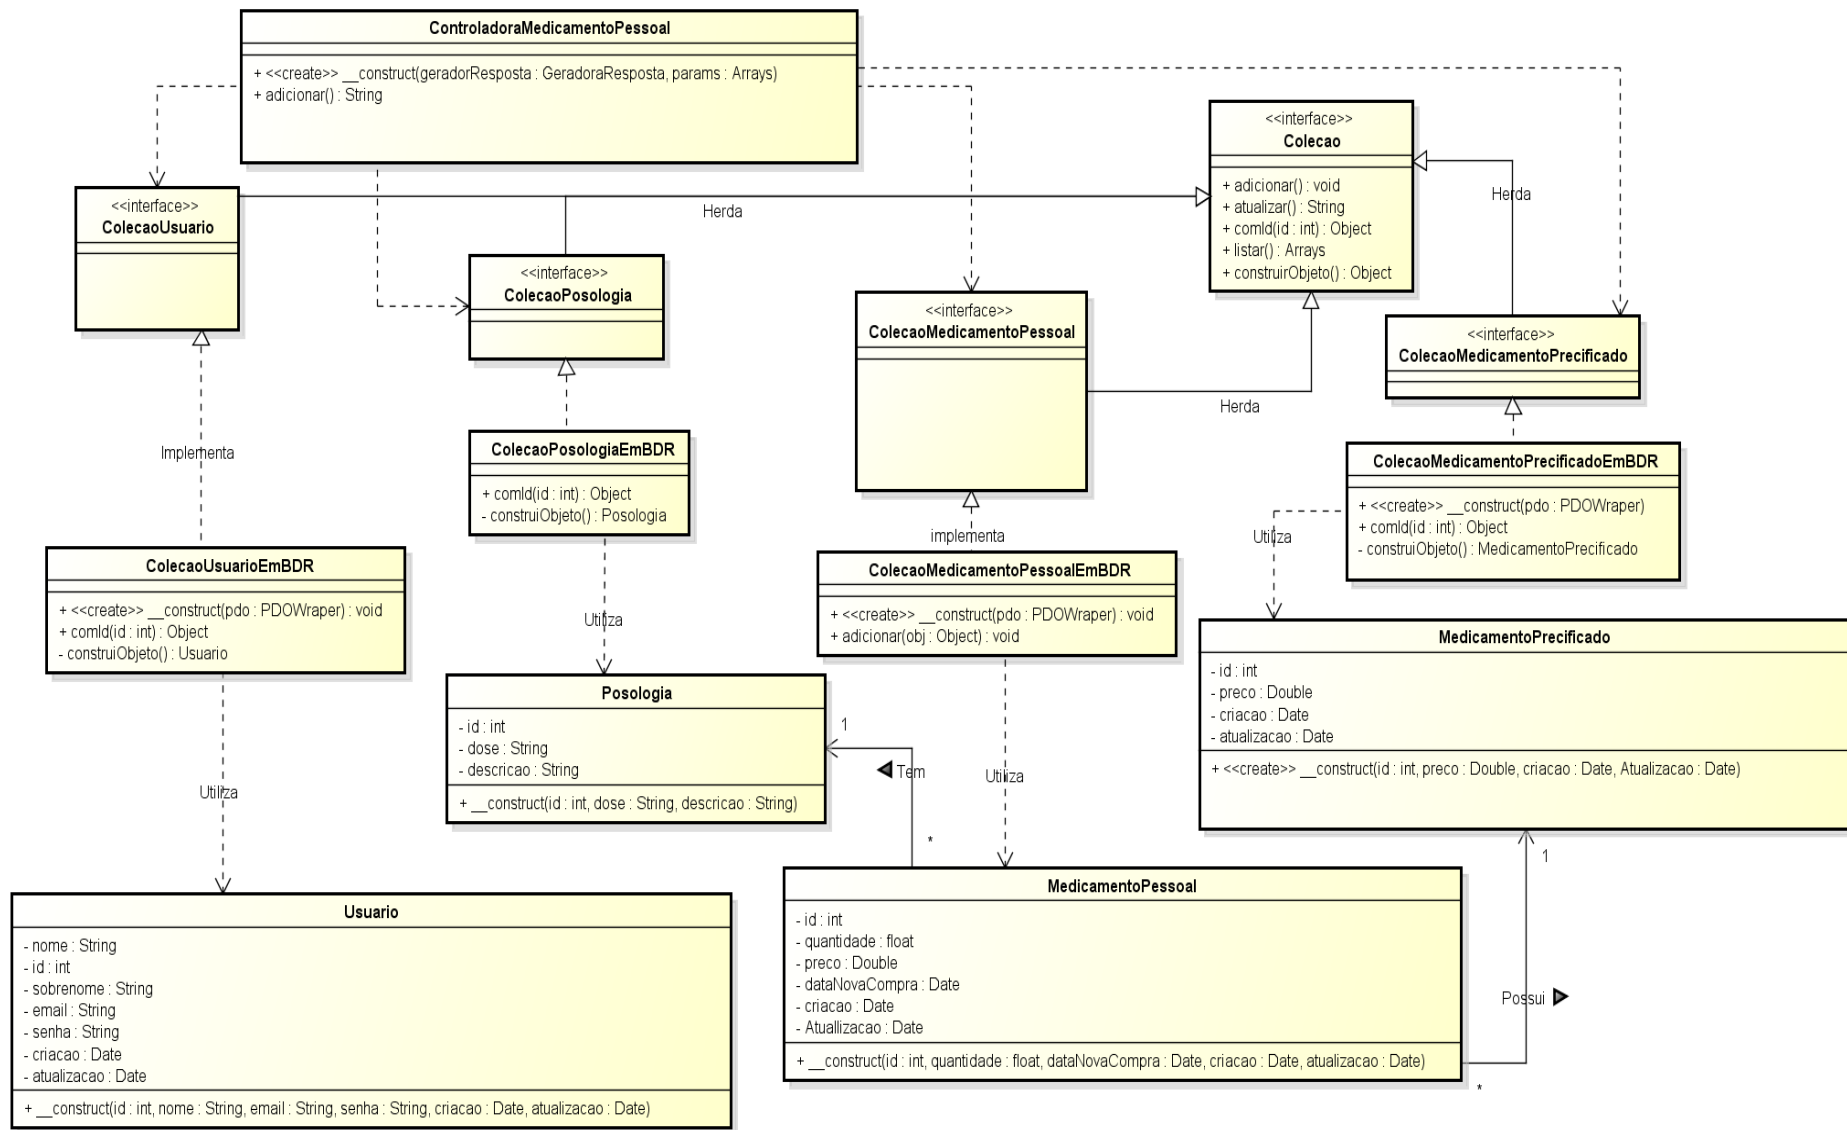 ControladoraMedicamentoPessoal
+ <<create>> __construct(geradorResposta : GeradoraResposta, params : Arrays)
+ adicionar() : String
<<interface>>
Colecao
+ adicionar() : void
+ atualizar() : String
+ comId(id : int) : Object
+ listar() : Arrays
+ construirObjeto() : Object
<<interface>>
ColecaoUsuario
Herda
Herda
<<interface>>
ColecaoPosologia
<<interface>>
ColecaoMedicamentoPessoal
<<interface>>
ColecaoMedicamentoPrecificado
Herda
Implementa
ColecaoPosologiaEmBDR
+ comId(id : int) : Object
- construiObjeto() : Posologia
implementa
ColecaoMedicamentoPrecificadoEmBDR
+ <<create>> __construct(pdo : PDOWraper)
+ comId(id : int) : Object
- construiObjeto() : MedicamentoPrecificado
Utiliza
ColecaoUsuarioEmBDR
+ <<create>> __construct(pdo : PDOWraper) : void
+ comId(id : int) : Object
- construiObjeto() : Usuario
ColecaoMedicamentoPessoalEmBDR
+ <<create>> __construct(pdo : PDOWraper) : void
+ adicionar(obj : Object) : void
Utiliza
MedicamentoPrecificado
- id : int
- preco : Double
- criacao : Date
- atualizacao : Date
+ <<create>> __construct(id : int, preco : Double, criacao : Date, Atualizacao : Date)
Posologia
- id : int
- dose : String
- descricao : String
+ __construct(id : int, dose : String, descricao : String)
1
Tem
*
Utiliza
Utiliza
1
MedicamentoPessoal
- id : int
- quantidade : float
- preco : Double
- dataNovaCompra : Date
- criacao : Date
- Atuallizacao : Date
+ __construct(id : int, quantidade : float, dataNovaCompra : Date, criacao : Date, atualizacao : Date)
Possui
*
Usuario
- nome : String
- id : int
- sobrenome : String
- email : String
- senha : String
- criacao : Date
- atualizacao : Date
+ __construct(id : int, nome : String, email : String, senha : String, criacao : Date, atualizacao : Date)